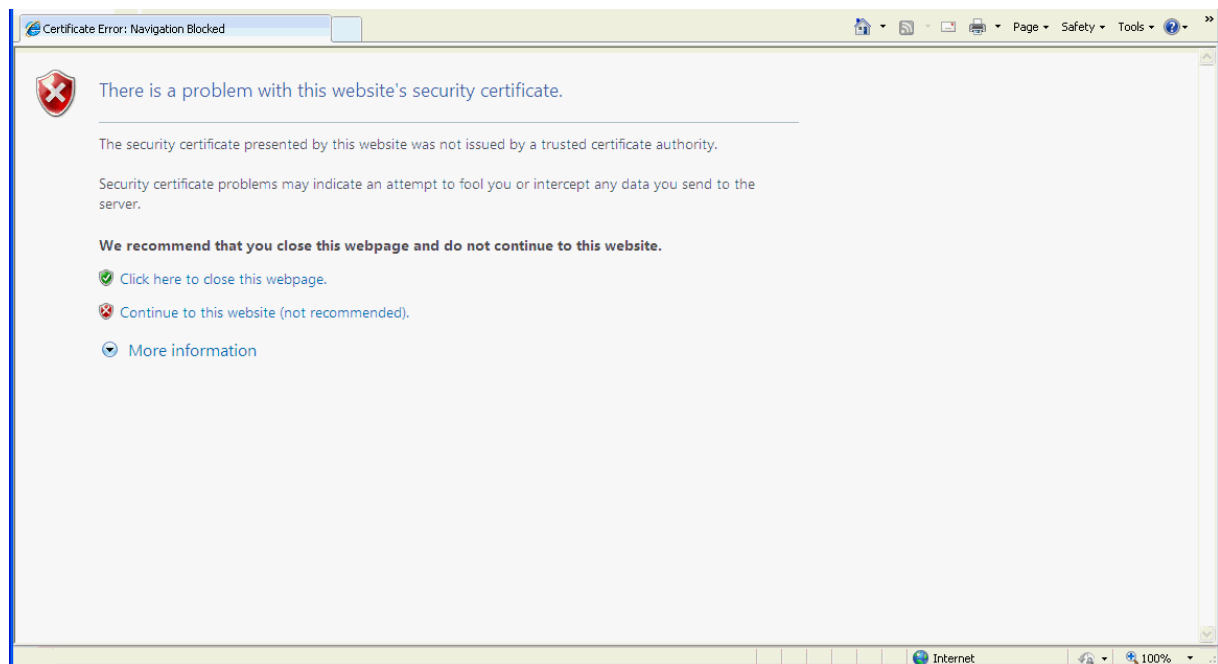 Certificate Error: Navigation Blocked
Page
Safety
Tools
»
There is a problem with this website's security certificate.
The security certificate presented by this website was not issued by a trusted certificate authority.
Security certificate problems may indicate an attempt to fool you or intercept any data you send to the
server.
We recommend that you close this webpage and do not continue to this website.
Click here to close this webpage.
Continue to this website (not recommended).
More information
Internet
100%